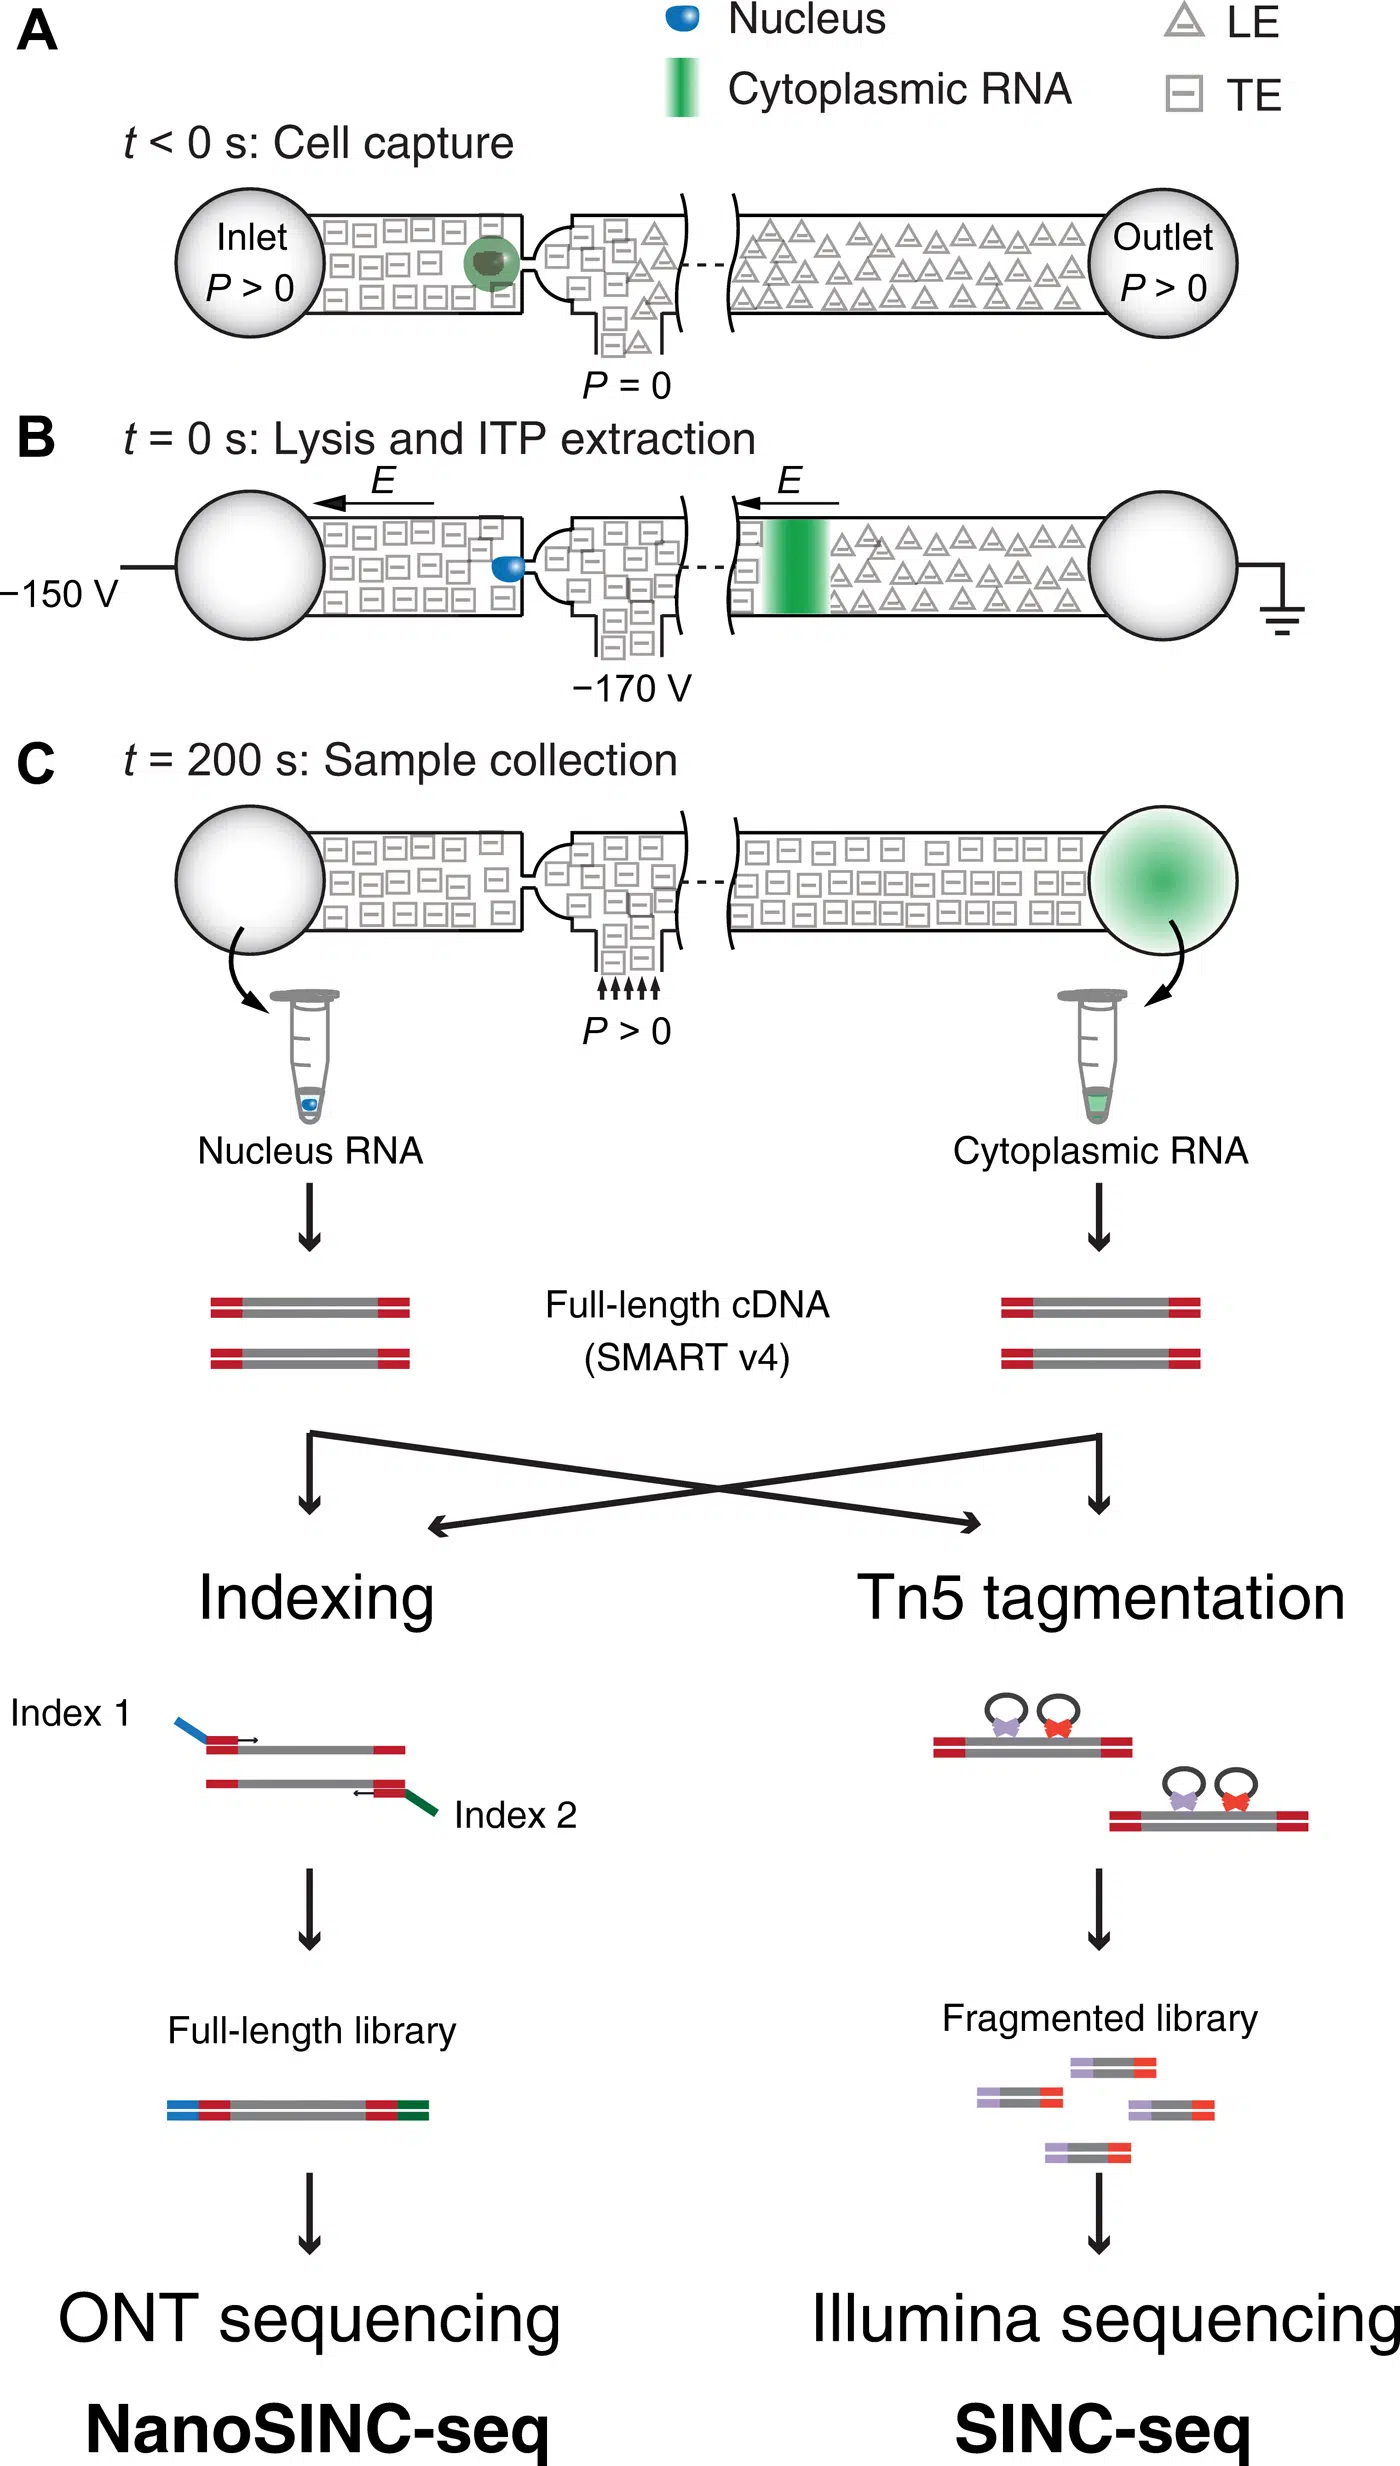 A
Nucleus
LE
Cytoplasmic RNA
TE
t < 0 s: Cell capture
Inlet
P > 0
Outlet
P > 0
P = 0
B
t = 0 s: Lysis and ITP extraction
E
E
−150 V
−170 V
C
t = 200 s: Sample collection
P > 0
Nucleus RNA
Cytoplasmic RNA
Full-length cDNA
(SMART v4)
Indexing
Tn5 tagmentation
Index 1
Index 2
Full-length library
Fragmented library
ONT sequencing
Illumina sequencing
NanoSINC-seq
SINC-seq